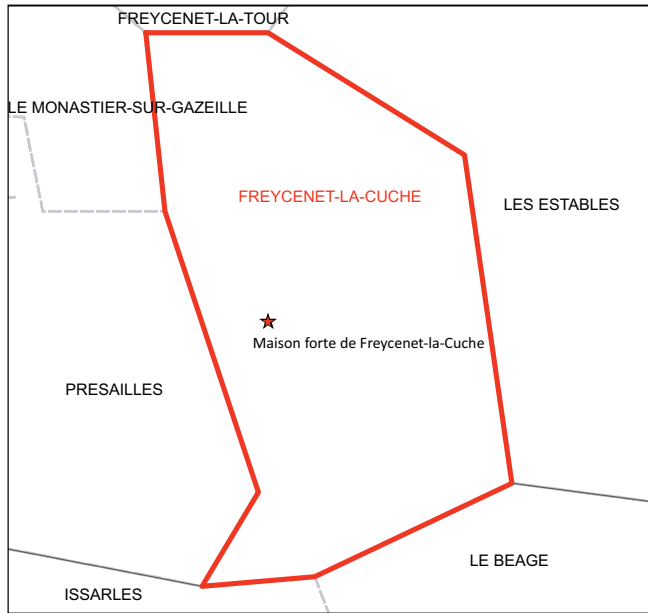 FREYCENET-LA-TOUR
LE MONASTIER-SUR-GAZEILLE
FREYCENET-LA-CUCHE
LES ESTABLES
Maison forte de Freycenet-la-Cuche
PRESAILLES
LE BEAGE
ISSARLES